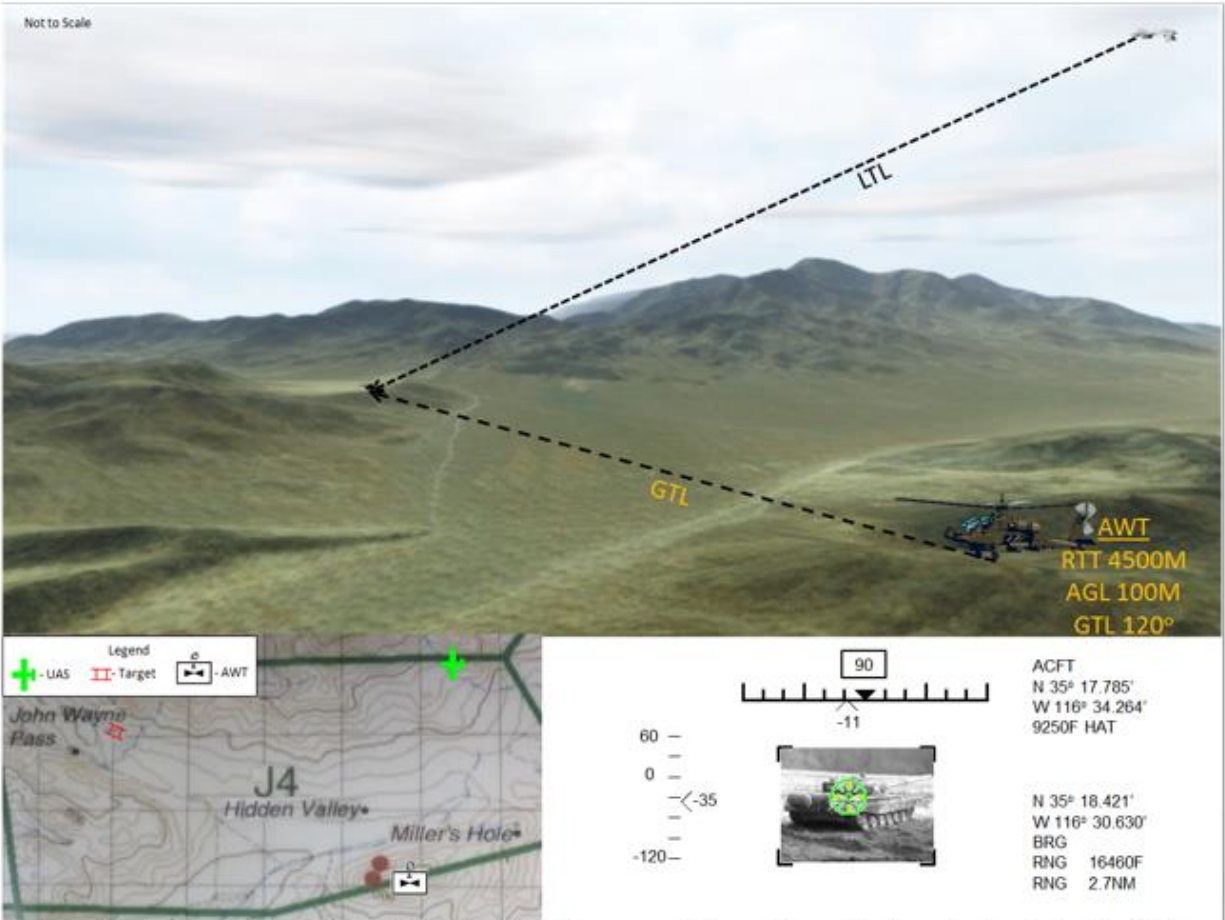 Not to Scale
LTL
GTL
AWT
RTT 4500M
AGL 100M
GTL 120°
Legend
- UAS
- Target
- AWT
John Wayne
Pass
J4
Hidden Valley
Miller's Hole
90
-11
60
0
-35
-120
ACFT
N 35° 17.785'
W 116° 34.264'
9250F HAT
N 35° 18.421'
W 116° 30.630'
BRG
RNG 16460F
RNG 2.7NM